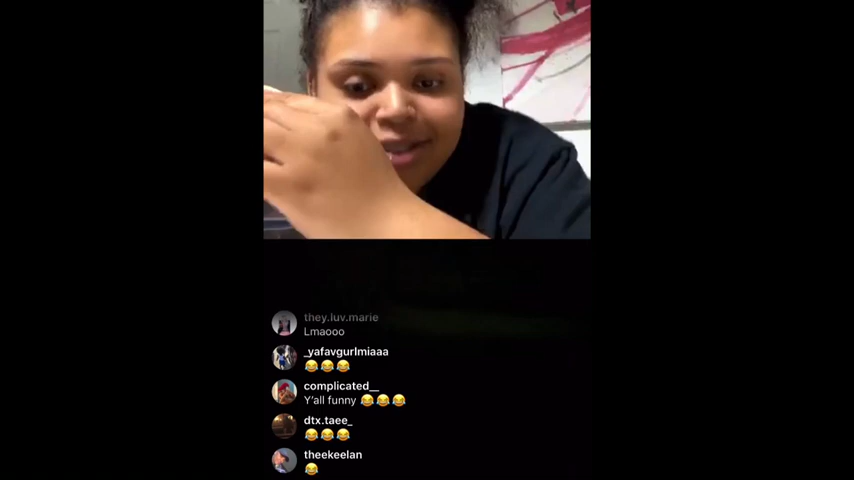 they.luv.marie
Lmaooo
_yafavgurlmiaaa
😂😂😂
complicated__
Y'all funny 😂😂😂
dtx.taee_
😂😂😂
theekeelan
😂